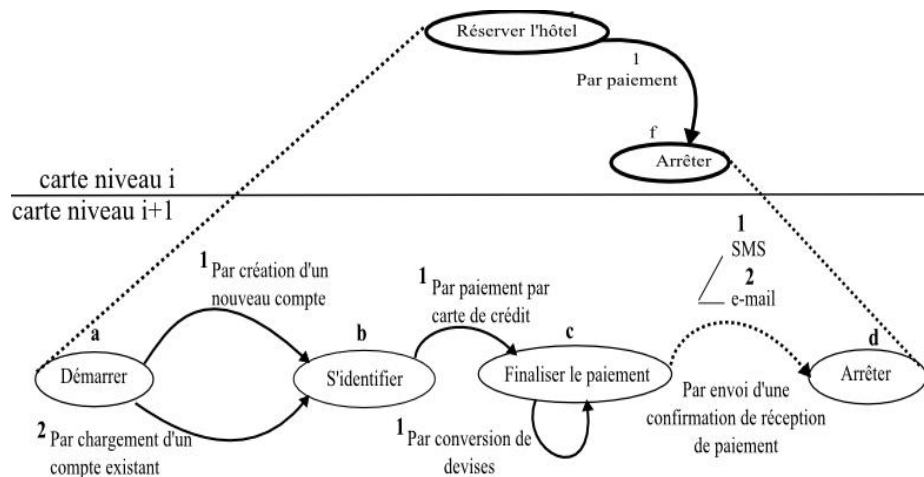 Réserver l'hôtel
1
Par paiement
f
Arrêter
carte niveau i
carte niveau i+1
1
SMS
2
e-mail
1 Par création d'un
nouveau compte
1 Par paiement par
carte de crédit
a
b
c
d
Démarrer
S'identifier
Finaliser le paiement
Arrêter
2 Par chargement d'un
compte existant
1 Par conversion de
devises
Par envoi d'une
confirmation de réception
de paiement